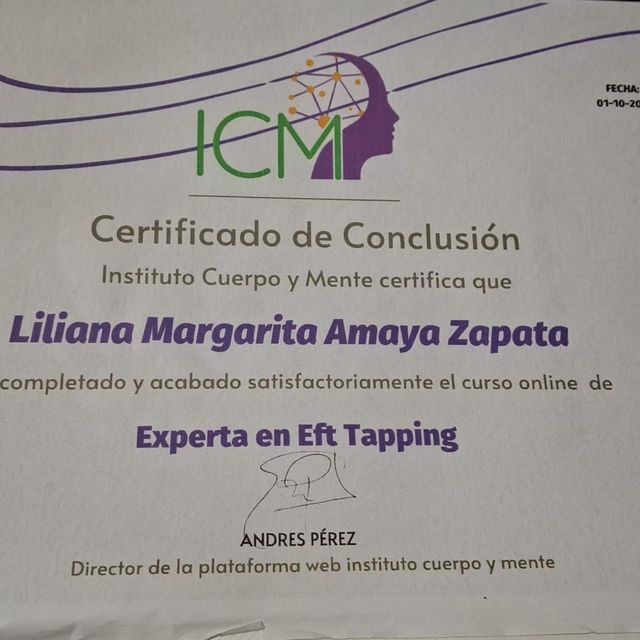 FECHA:
01-10-20
ICM
Certificado de Conclusión
Instituto Cuerpo y Mente certifica que
Liliana Margarita Amaya Zapata
completado y acabado satisfactoriamente el curso online de
Experta en Eft Tapping
ANDRES PÉREZ
Director de la plataforma web instituto cuerpo y mente